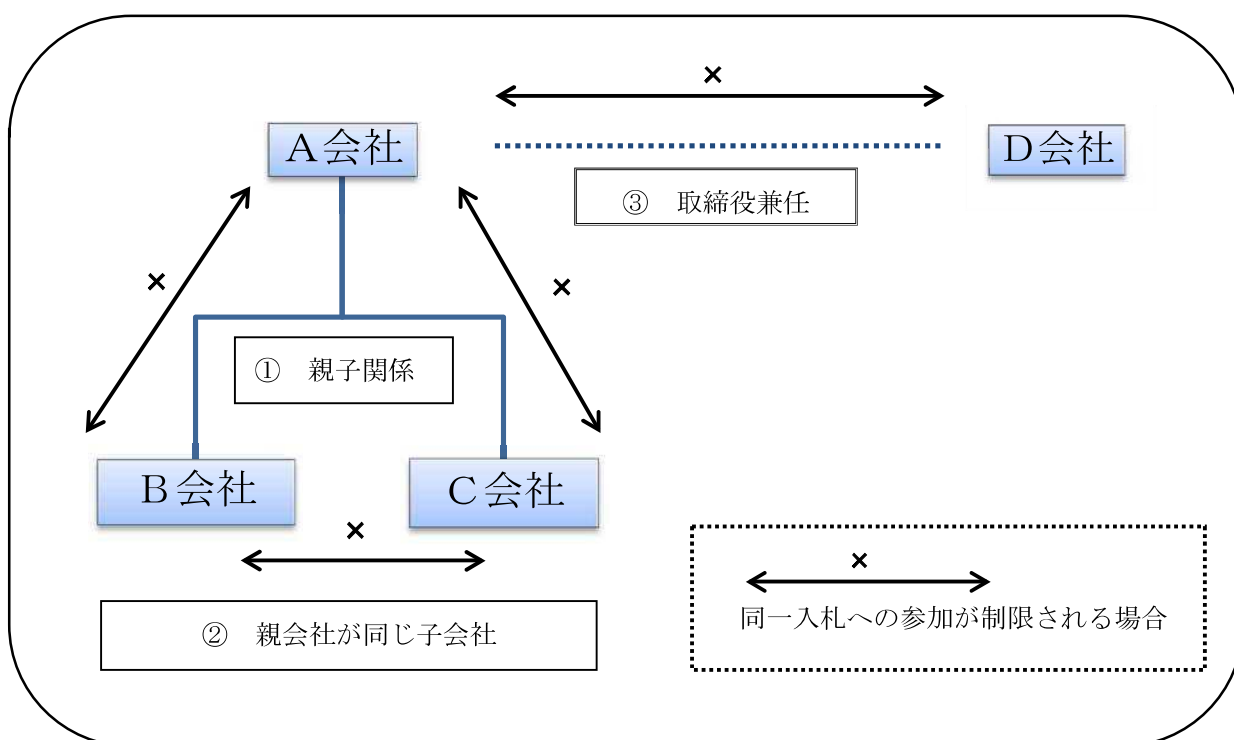 ×
Ａ会社
Ｄ会社
③　取締役兼任
×
×
①　親子関係
Ｂ会社
Ｃ会社
×
②　親会社が同じ子会社
×
同一入札への参加が制限される場合